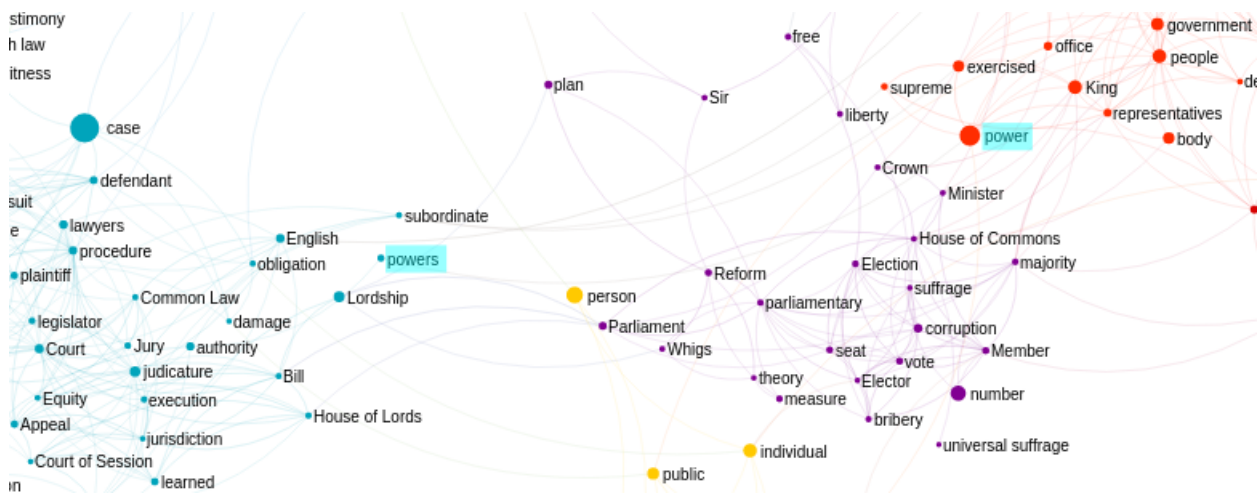 stimony
h law
itness
case
defendant
suit
e
lawyers
procedure
plaintiff
legislator
Court
Equity
Appeal
Court of Session
on
learned
jurisdiction
execution
judicature
Jury
authority
damage
Common Law
obligation
English
subordinate
powers
Lordship
Bill
House of Lords
plan
Sir
free
liberty
Crown
Minister
House of Commons
majority
Election
suffrage
Reform
parliamentary
corruption
person
Parliament
Whigs
seat
vote
Member
theory
Elector
measure
number
bribery
universal suffrage
individual
public
government
office
people
exercised
supreme
King
de
representatives
power
body